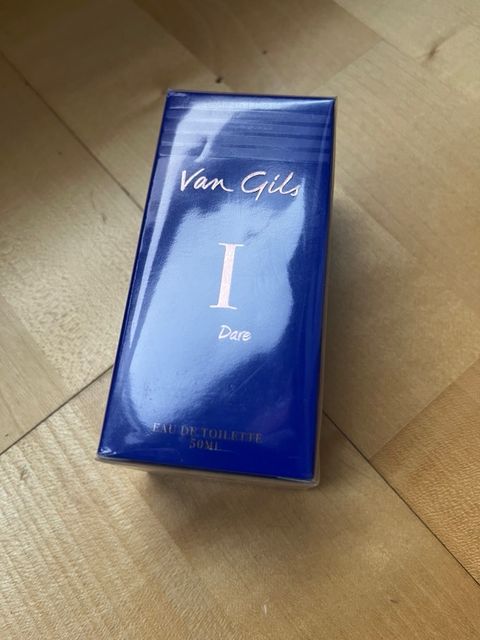 Van Gils
I
Dare
EAU DE TOILETTE
50ML